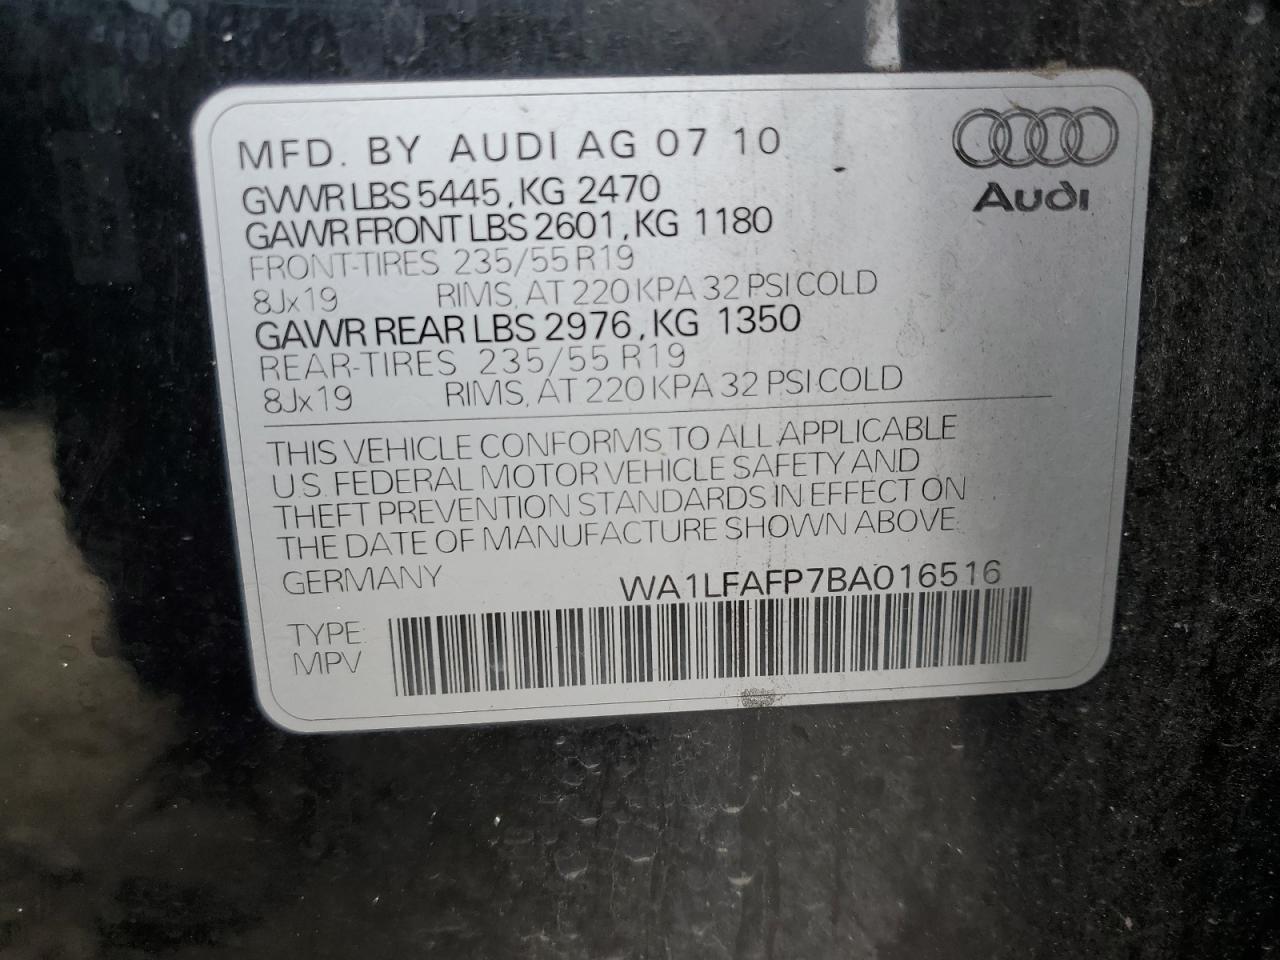 MFD. BY AUDI AG 07 10
Audi
GVWR LBS 5445, KG 2470
GAWR FRONT LBS 2601, KG 1180
FRONT-TIRES 235/55 R19
8Jx19 RIMS, AT 220 KPA 32 PSI COLD
GAWR REAR LBS 2976, KG 1350
REAR-TIRES 235/55 R19
8Jx19 RIMS, AT 220 KPA 32 PSI COLD
THIS VEHICLE CONFORMS TO ALL APPLICABLE
U.S. FEDERAL MOTOR VEHICLE SAFETY AND
THEFT PREVENTION STANDARDS IN EFFECT ON
THE DATE OF MANUFACTURE SHOWN ABOVE.
GERMANY WA1LFAFP7BA016516
TYPE:
MPV